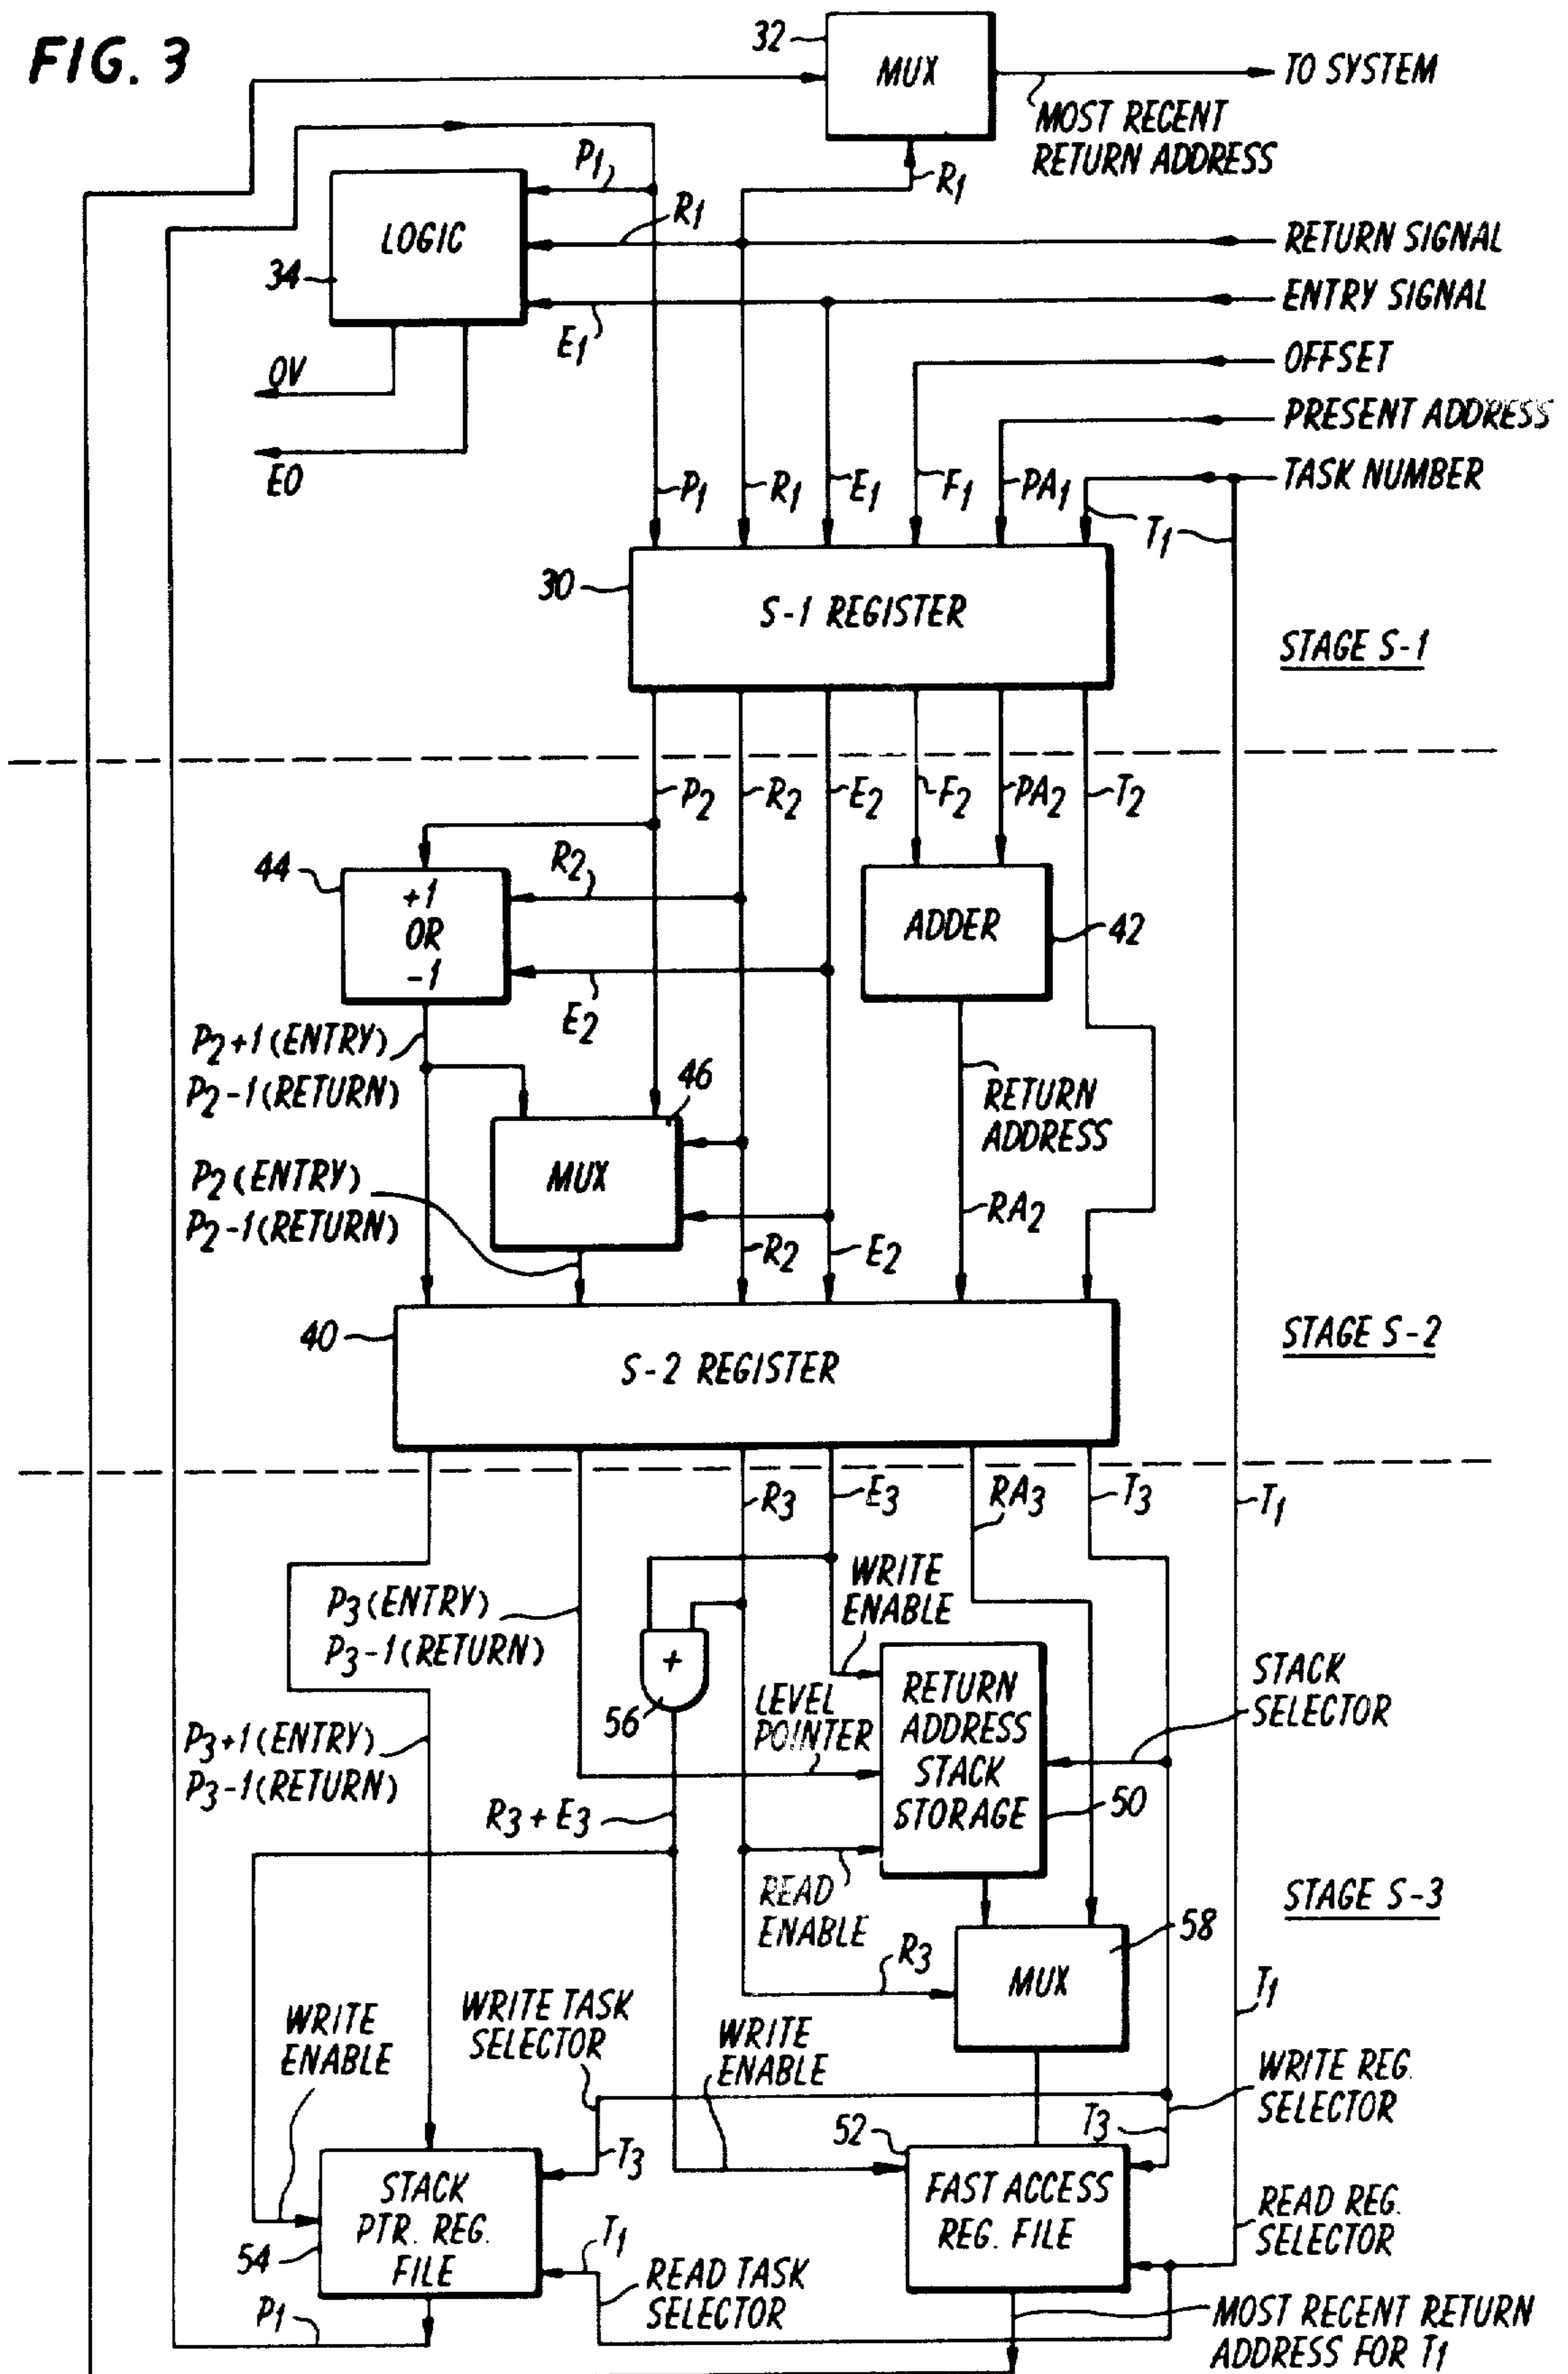 FIG. 3
32
MUX
TO SYSTEM
MOST RECENT
RETURN ADDRESS
P1
R1
R1
LOGIC
34
RETURN SIGNAL
ENTRY SIGNAL
E1
OFFSET
OV
PRESENT ADDRESS
EO
TASK NUMBER
P1
R1
E1
F1
PA1
T1
30
S-1 REGISTER
STAGE S-1
P2
R2
E2
F2
PA2
T2
44
+1
OR
-1
R2
E2
ADDER
42
P2+1 (ENTRY)
P2-1 (RETURN)
46
RETURN
ADDRESS
MUX
P2 (ENTRY)
P2-1 (RETURN)
RA2
R2
E2
40
S-2 REGISTER
STAGE S-2
R3
E3
RA3
T3
T1
P3 (ENTRY)
P3-1 (RETURN)
WRITE
ENABLE
+
56
LEVEL
POINTER
RETURN
ADDRESS
STACK
STORAGE
50
STACK
SELECTOR
P3+1 (ENTRY)
P3-1 (RETURN)
R3 + E3
READ
ENABLE
STAGE S-3
58
R3
MUX
T1
WRITE
ENABLE
WRITE TASK
SELECTOR
WRITE
ENABLE
WRITE REG.
SELECTOR
T3
52
T3
STACK
PTR. REG.
FILE
54
FAST ACCESS
REG. FILE
READ REG.
SELECTOR
T1
READ TASK
SELECTOR
P1
MOST RECENT RETURN
ADDRESS FOR T1